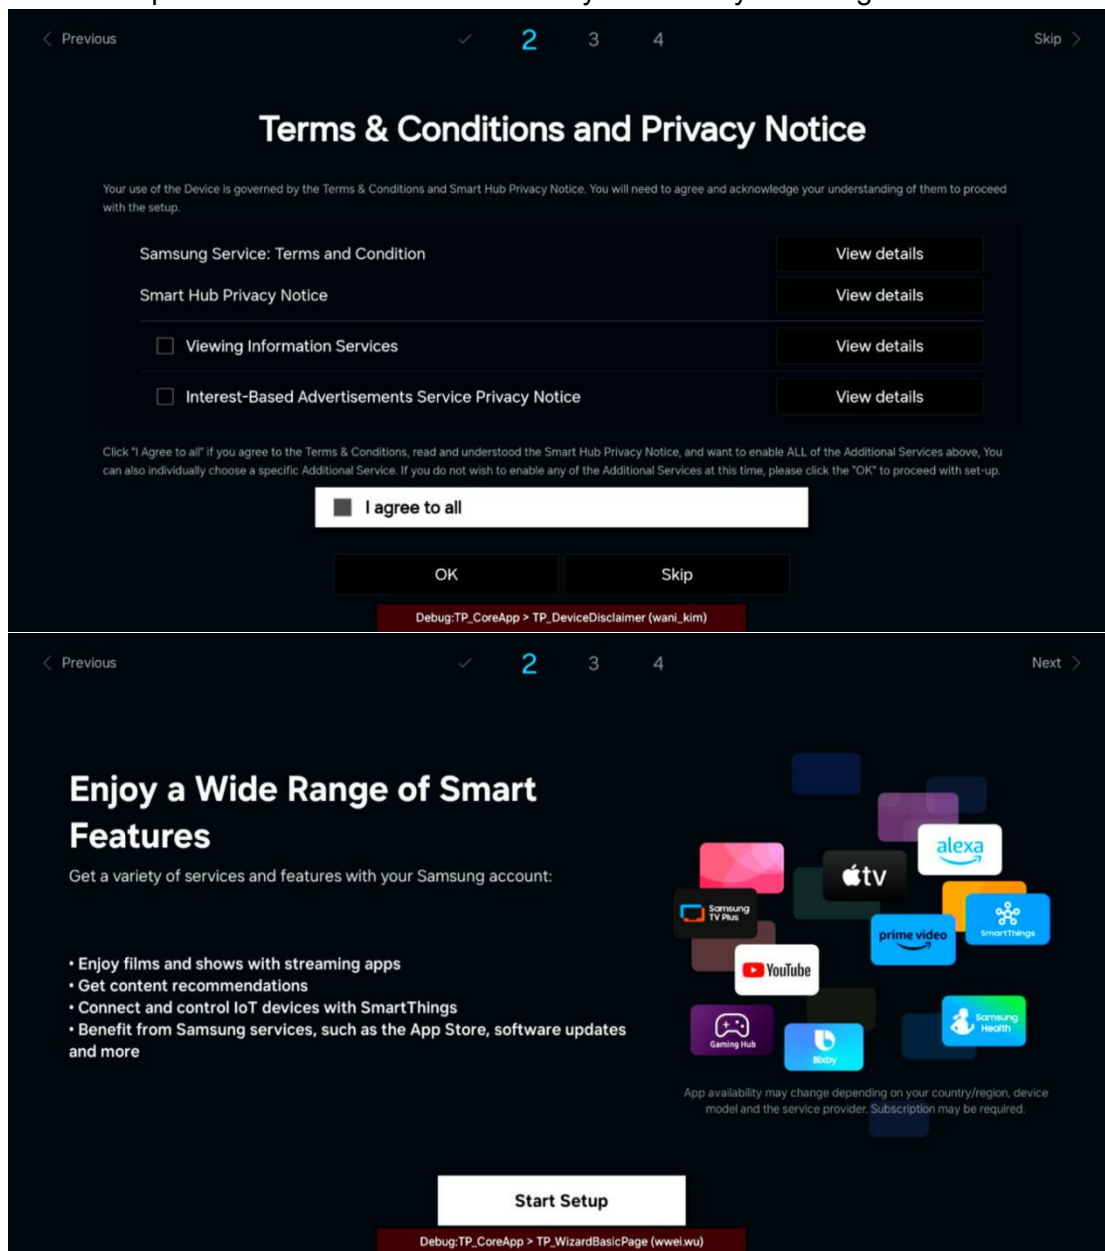 Previous
2 3 4
Skip
Terms & Conditions and Privacy Notice
Your use of the Device is governed by the Terms & Conditions and Smart Hub Privacy Notice. You will need to agree and acknowledge your understanding of them to proceed
with the setup.
Samsung Service: Terms and Condition
View details
Smart Hub Privacy Notice
View details
Viewing Information Services
View details
Interest-Based Advertisements Service Privacy Notice
View details
Click "I Agree to all" if you agree to the Terms & Conditions, read and understood the Smart Hub Privacy Notice, and want to enable ALL of the Additional Services above, You
can also individually choose a specific Additional Service. If you do not wish to enable any of the Additional Services at this time, please click the "OK" to proceed with set-up.
I agree to all
OK
Skip
Debug:TP_CoreApp > TP_DeviceDisclaimer (wani_kim)
Previous
2 3 4
Next
Enjoy a Wide Range of Smart
Features
Get a variety of services and features with your Samsung account:
• Enjoy films and shows with streaming apps
• Get content recommendations
• Connect and control IoT devices with SmartThings
• Benefit from Samsung services, such as the App Store, software updates
and more
alexa
tv
Samsung
TV Plus
SmartThings
prime video
YouTube
Gaming Hub
Bixby
Samsung
Health
App availability may change depending on your country/region, device
model and the service provider. Subscription may be required.
Start Setup
Debug:TP_CoreApp > TP_WizardBasicPage (wwei.wu)